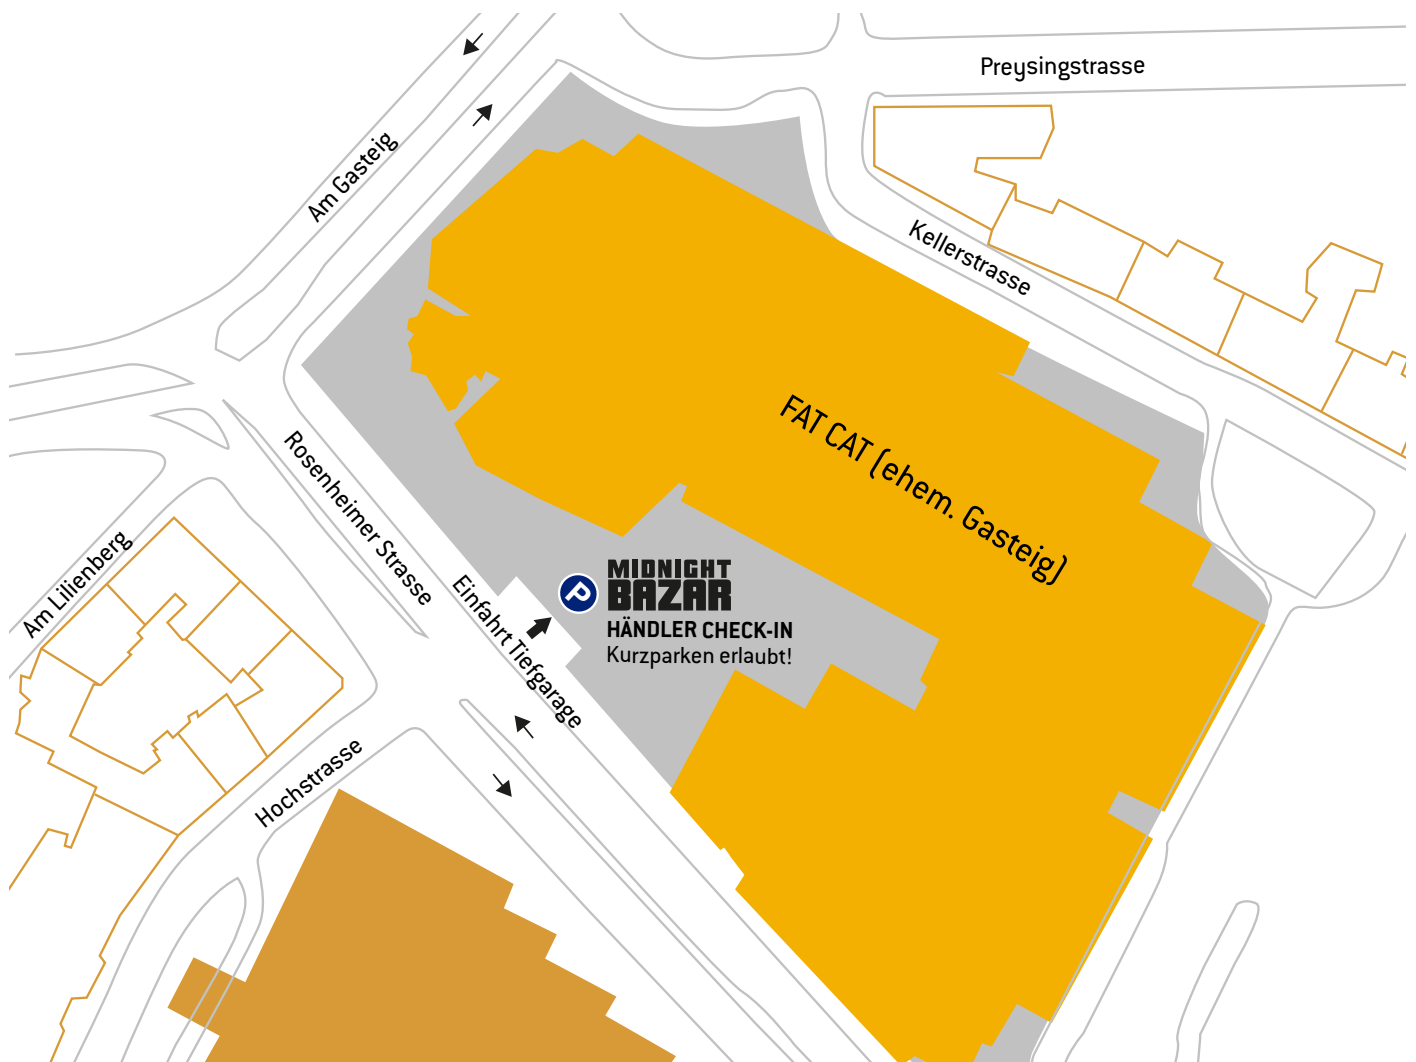 Preysingstrasse
Am Gasteig
Kellerstrasse
FAT CAT (ehem. Gasteig)
Rosenheimer Strasse
Am Lilienberg
Einfahrt Tiefgarage
P
MIDNIGHT
BAZAR
HÄNDLER CHECK-IN
Kurzparken erlaubt!
Hochstrasse